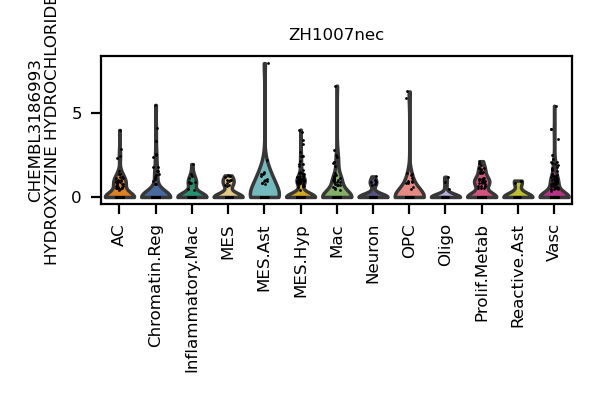 ZH1007nec
CHEMBL3186993
HYDROXYZINE HYDROCHLORIDE
5
0
AC
Chromatin.Reg
Inflammatory.Mac
MES
MES.Ast
MES.Hyp
Mac
Neuron
OPC
Oligo
Prolif.Metab
Reactive.Ast
Vasc